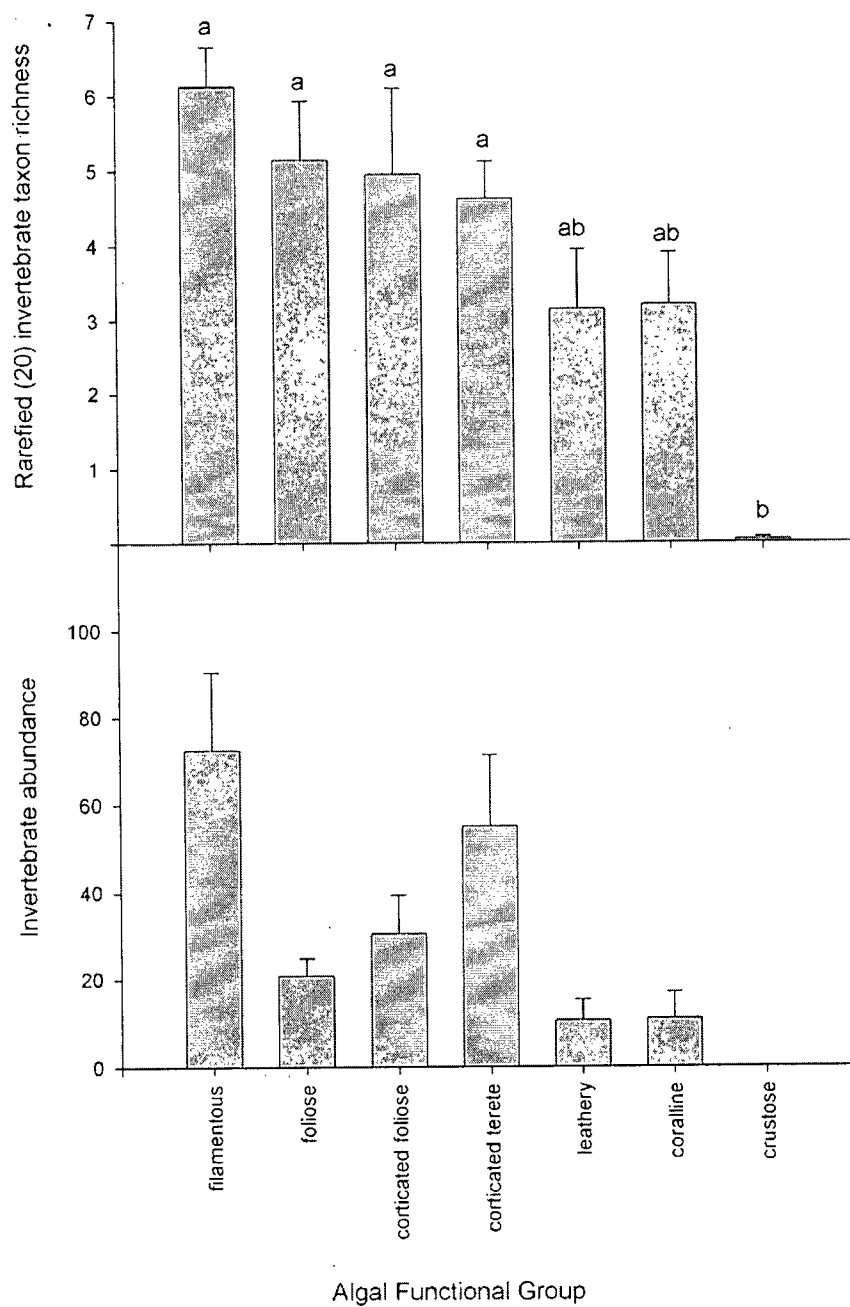 Rarefied (20) invertebrate taxon richness
7
6
5
4
3
2
1
a
a
a
a
ab
ab
b
Invertebrate abundance
100
80
60
40
20
0
filamentous
foliose
corticated foliose
corticated terete
leathery
coralline
crustose
Algal Functional Group